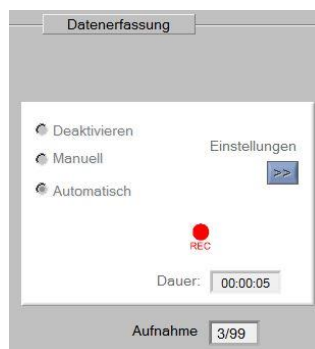 Datenerfassung
Deaktivieren
Manuell
Automatisch
Einstellungen
>>
REC
Dauer: 00:00:05
Aufnahme 3/99